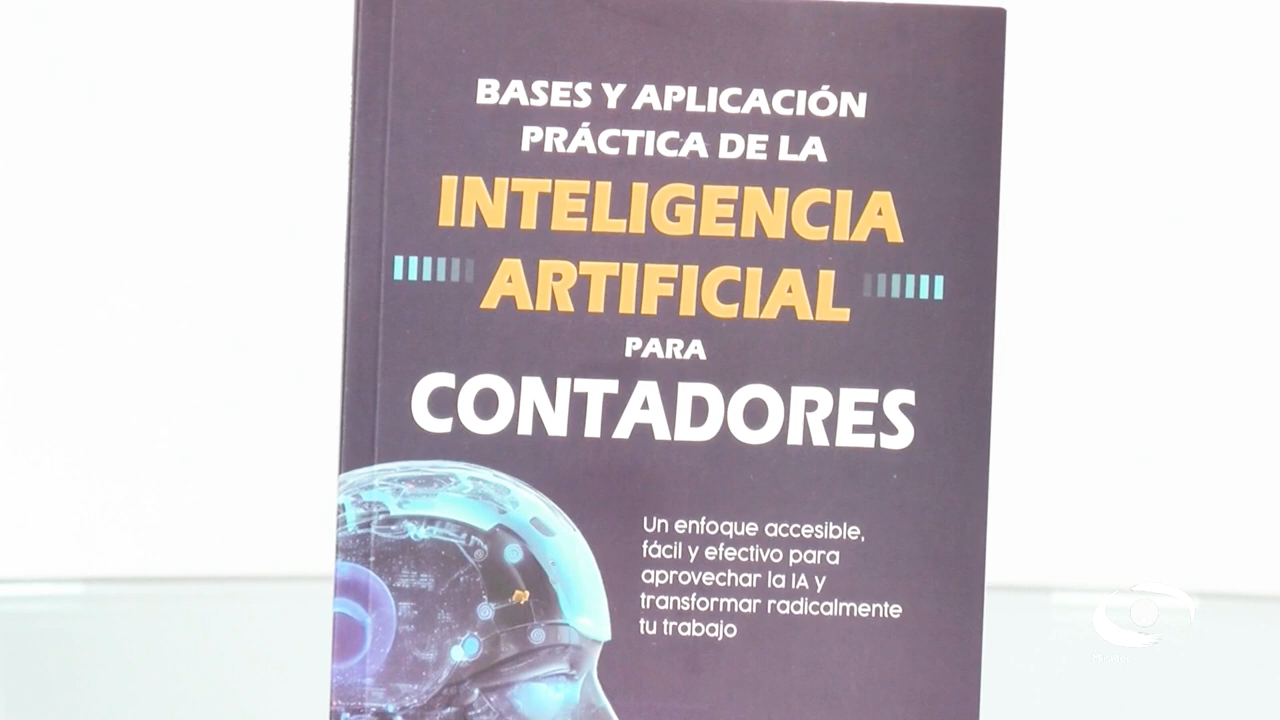 BASES Y APLICACIÓN
PRÁCTICA DE LA
INTELIGENCIA
ARTIFICIAL
PARA
CONTADORES
Un enfoque accesible,
fácil y efectivo para
aprovechar la IA y
transformar radicalmente
tu trabajo